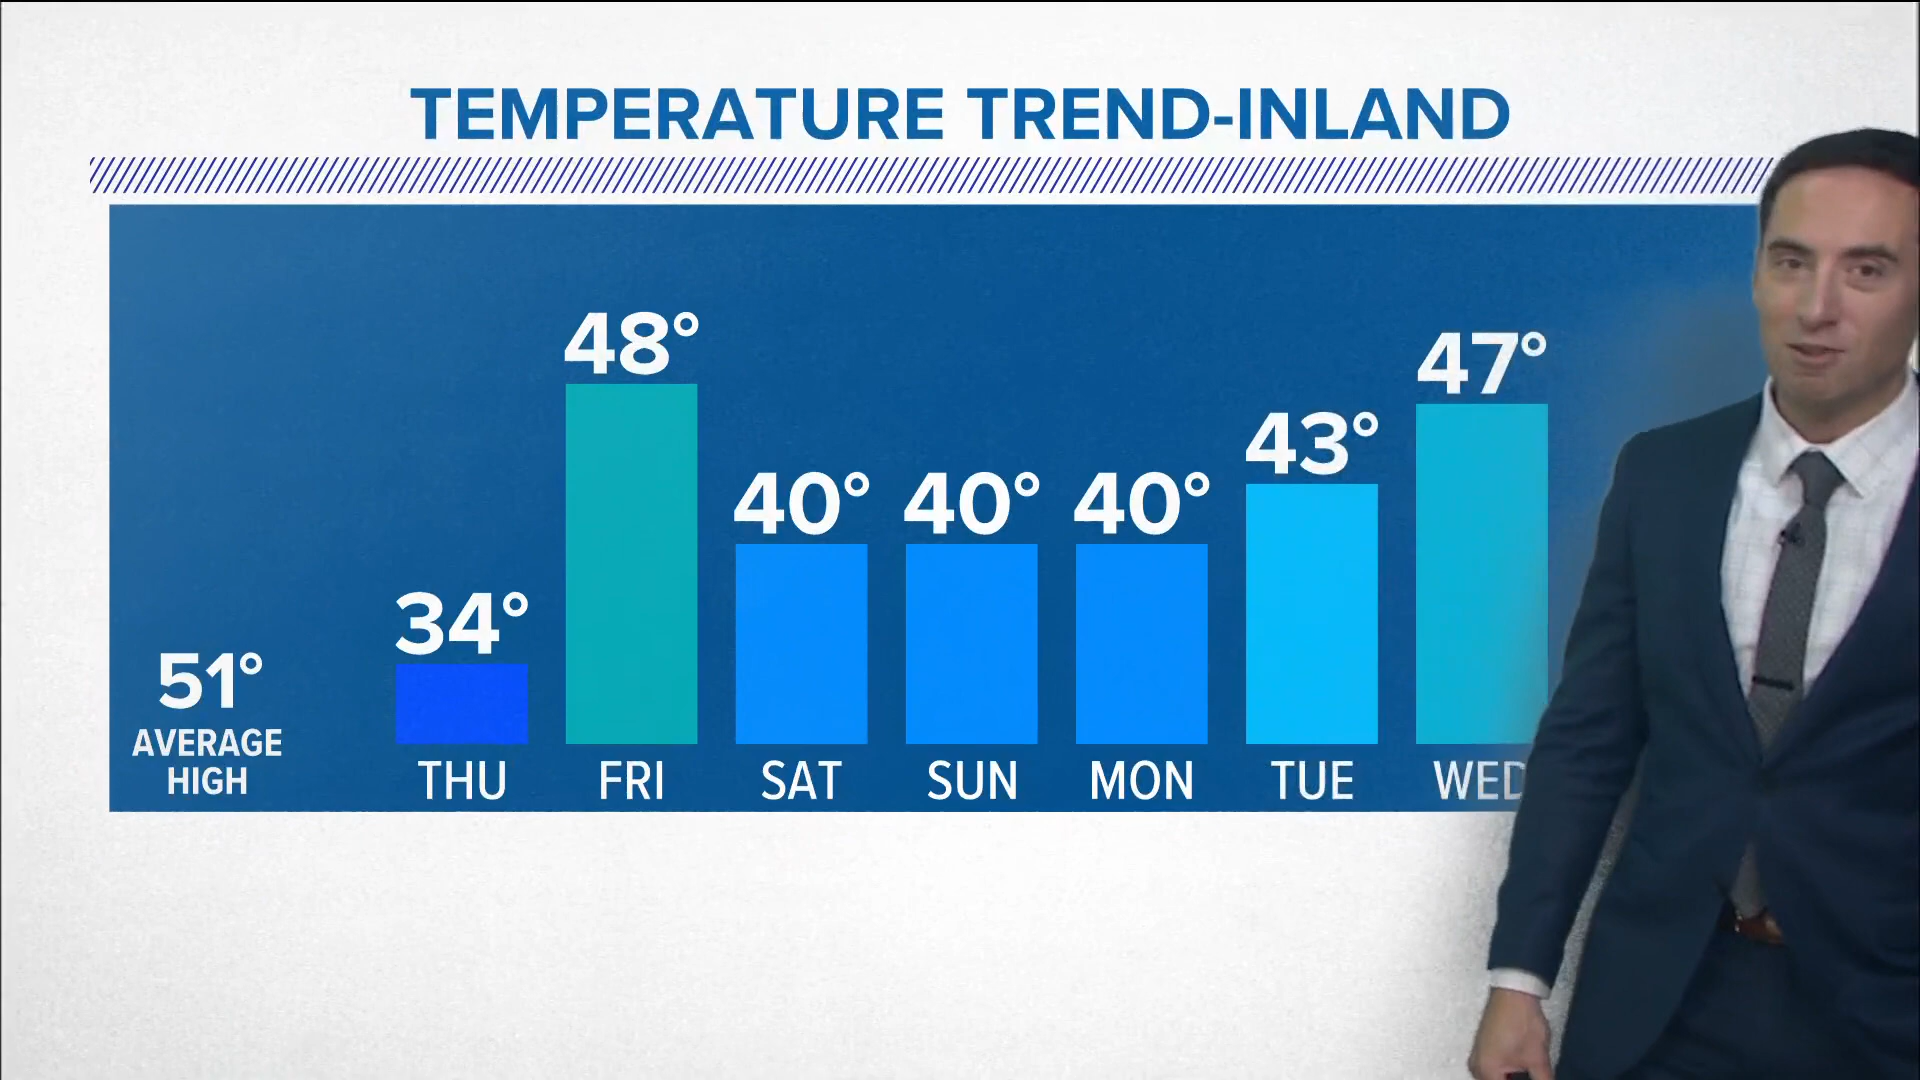 TEMPERATURE TREND-INLAND
48°
47°
43°
40° 40° 40°
34°
51°
AVERAGE
HIGH
THU FRI SAT SUN MON TUE WED